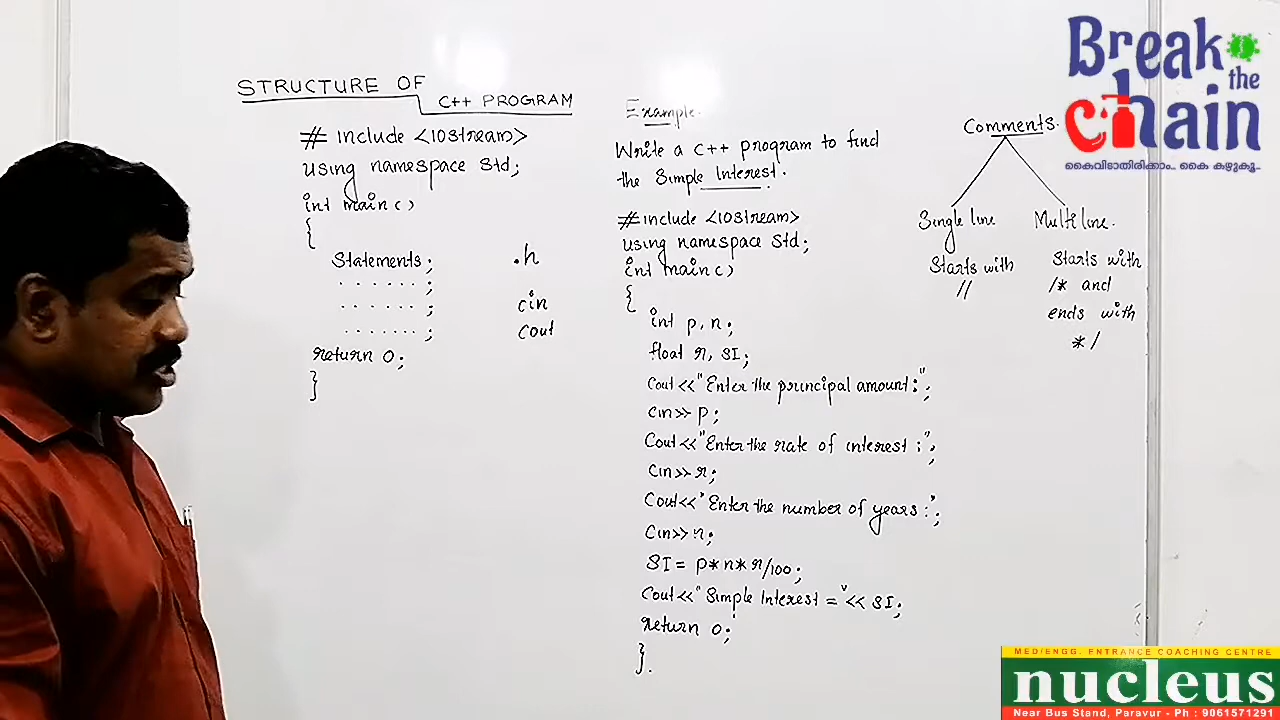 STRUCTURE OF
C++ PROGRAM
# include <iostream>
using namespace std;
int main()
{
Statements;
. . . . . . ;
. . . . . . ;
. . . . . . . ;
return 0;
}
.h
cin
cout
Example.
Write a C++ program to find
the Simple Interest.
#include <iostream>
using namespace std;
int main()
{
int p, n;
float r, SI;
Cout<<"Enter the principal amount:";
Cin>> p;
Cout<<"Enter the rate of interest :";
Cin>> r;
Cout<<"Enter the number of years:";
Cin>> n;
SI = p*n*r/100;
Cout<<"Simple Interest ="<< SI;
return 0;
}.
Comments.
Single line
Starts with
//
Multiline.
Starts with
/* and
ends with
*/
Break
the
chain
കൈവിടാതിരിക്കാം.. കൈ കഴുകൂ...
MED/ENGG. ENTRANCE COACHING CENTRE
nucleus
Near Bus Stand, Paravur - Ph : 9061571291